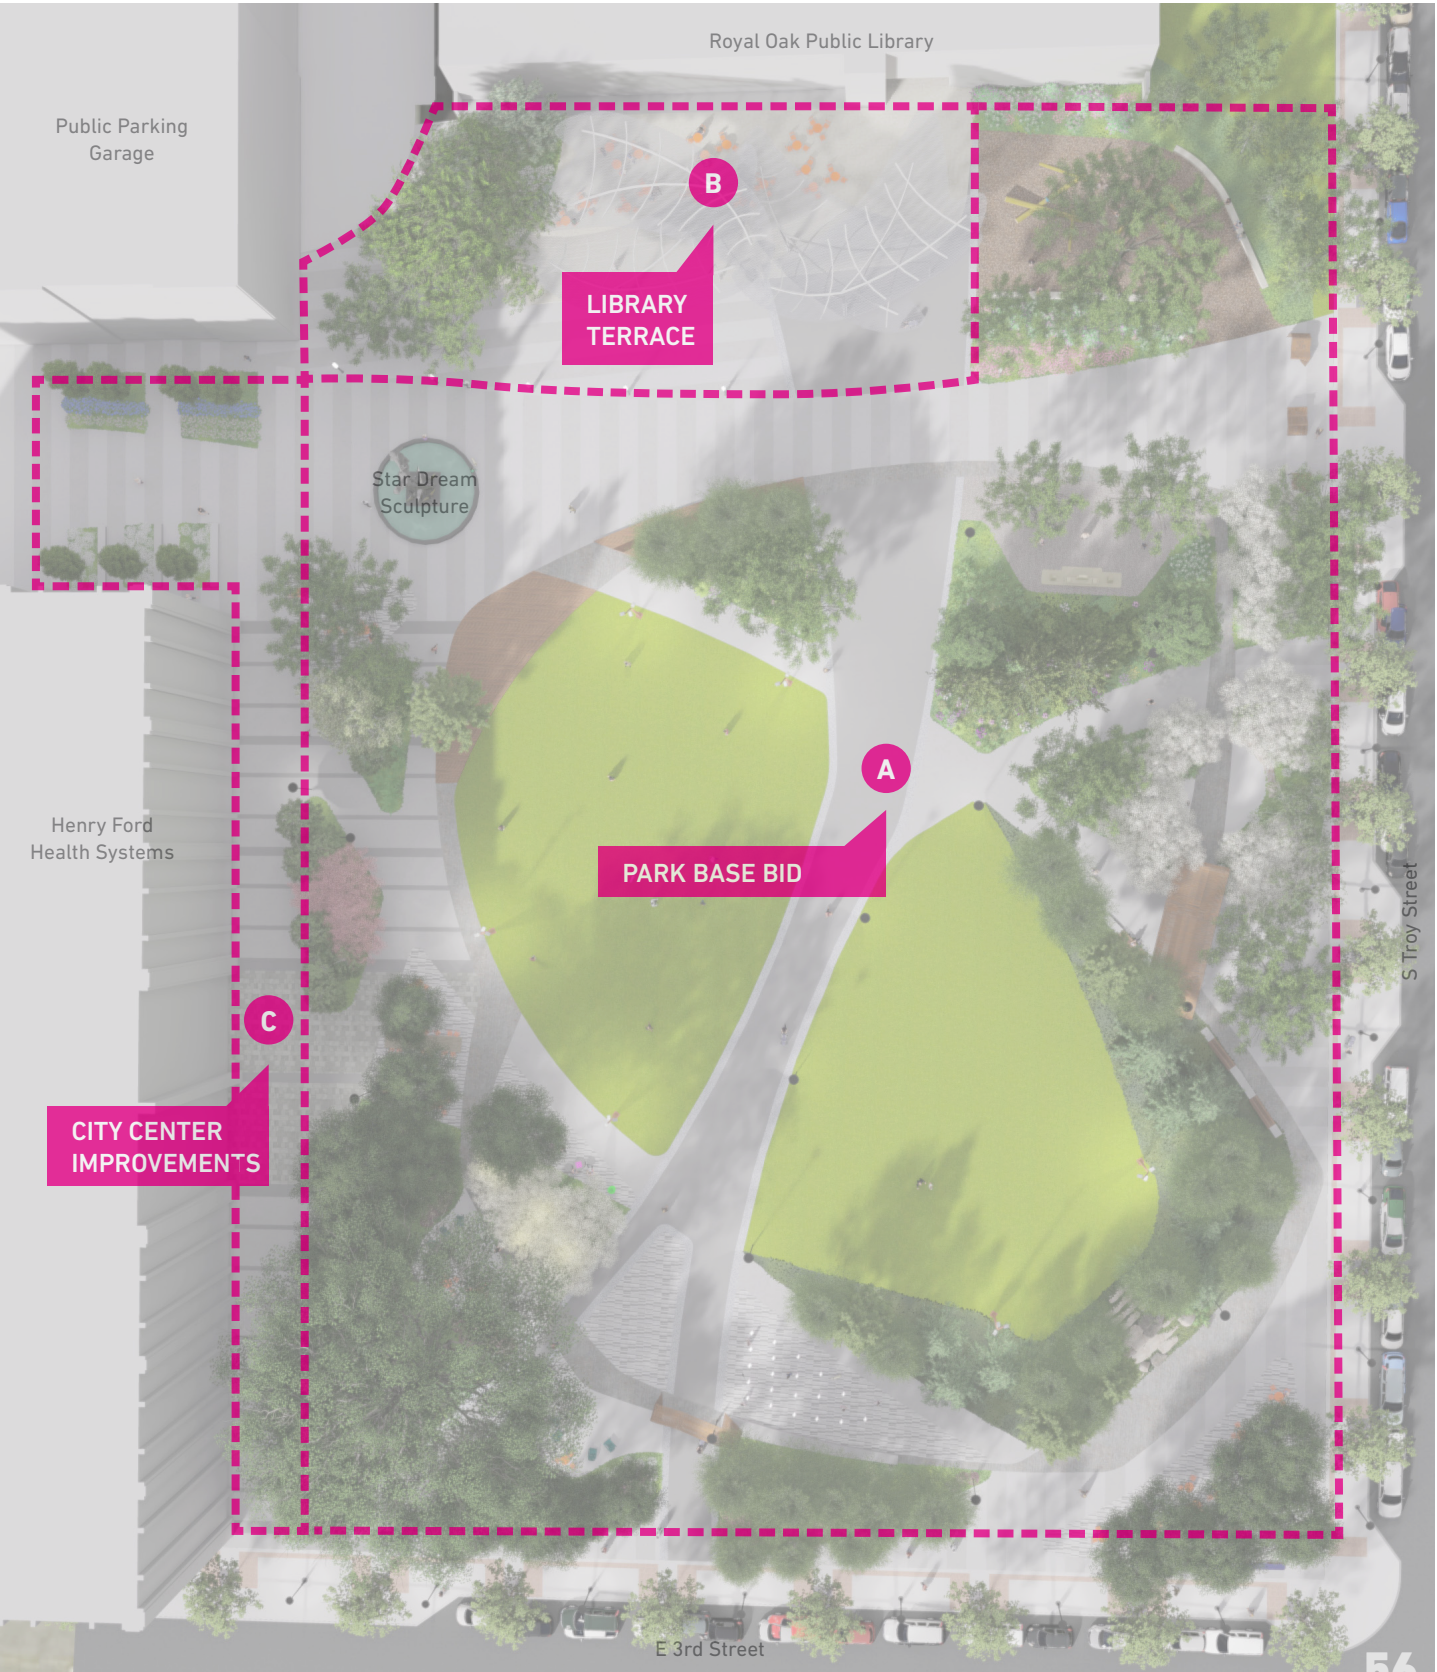 Royal Oak Public Library
Public Parking
Garage
B
LIBRARY
TERRACE
Star Dream
Sculpture
A
PARK BASE BID
Henry Ford
Health Systems
S Troy Street
C
CITY CENTER
IMPROVEMENTS
E 3rd Street
56